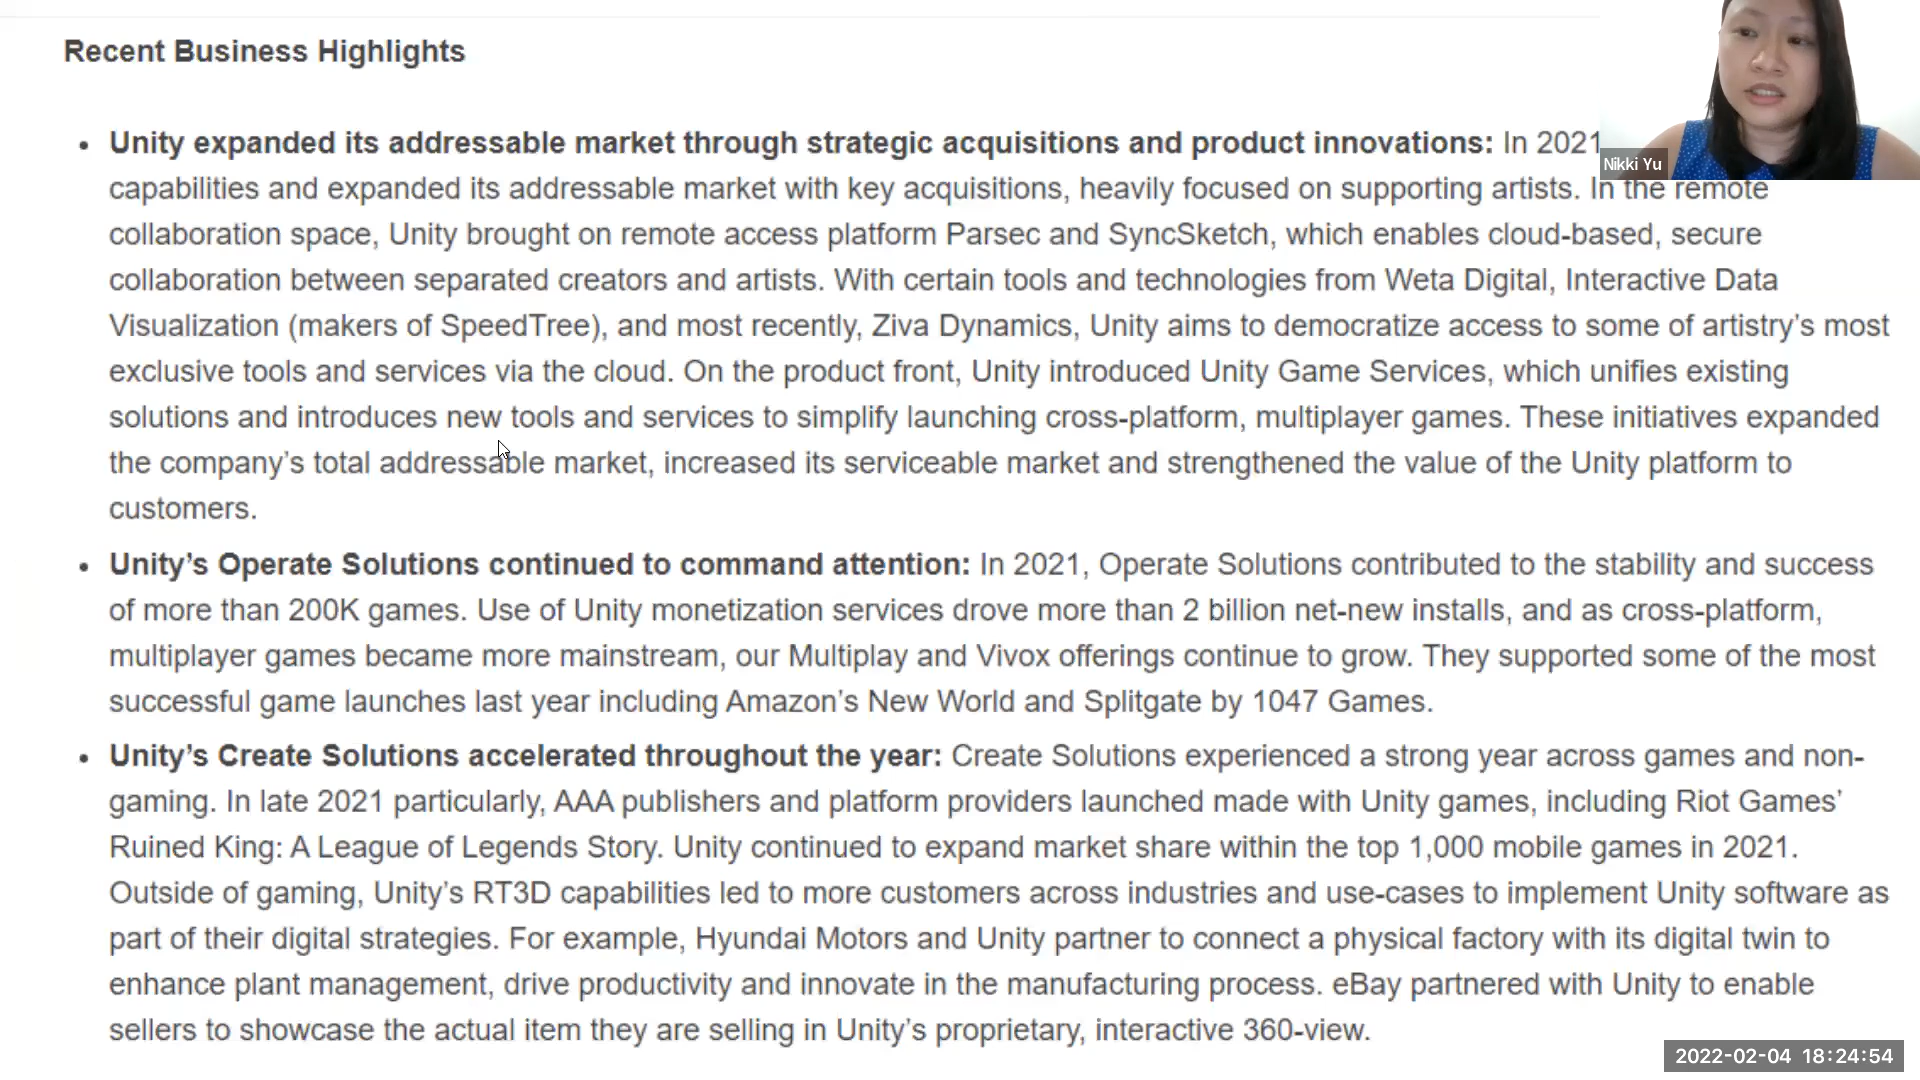 Recent Business Highlights
Nikki Yu
• Unity expanded its addressable market through strategic acquisitions and product innovations: In 2021
capabilities and expanded its addressable market with key acquisitions, heavily focused on supporting artists. In the remote
collaboration space, Unity brought on remote access platform Parsec and SyncSketch, which enables cloud-based, secure
collaboration between separated creators and artists. With certain tools and technologies from Weta Digital, Interactive Data
Visualization (makers of SpeedTree), and most recently, Ziva Dynamics, Unity aims to democratize access to some of artistry’s most
exclusive tools and services via the cloud. On the product front, Unity introduced Unity Game Services, which unifies existing
solutions and introduces new tools and services to simplify launching cross-platform, multiplayer games. These initiatives expanded
the company’s total addressable market, increased its serviceable market and strengthened the value of the Unity platform to
customers.
• Unity’s Operate Solutions continued to command attention: In 2021, Operate Solutions contributed to the stability and success
of more than 200K games. Use of Unity monetization services drove more than 2 billion net-new installs, and as cross-platform,
multiplayer games became more mainstream, our Multiplay and Vivox offerings continue to grow. They supported some of the most
successful game launches last year including Amazon’s New World and Splitgate by 1047 Games.
• Unity’s Create Solutions accelerated throughout the year: Create Solutions experienced a strong year across games and non-
gaming. In late 2021 particularly, AAA publishers and platform providers launched made with Unity games, including Riot Games’
Ruined King: A League of Legends Story. Unity continued to expand market share within the top 1,000 mobile games in 2021.
Outside of gaming, Unity’s RT3D capabilities led to more customers across industries and use-cases to implement Unity software as
part of their digital strategies. For example, Hyundai Motors and Unity partner to connect a physical factory with its digital twin to
enhance plant management, drive productivity and innovate in the manufacturing process. eBay partnered with Unity to enable
sellers to showcase the actual item they are selling in Unity’s proprietary, interactive 360-view.
2022-02-04 18:24:54